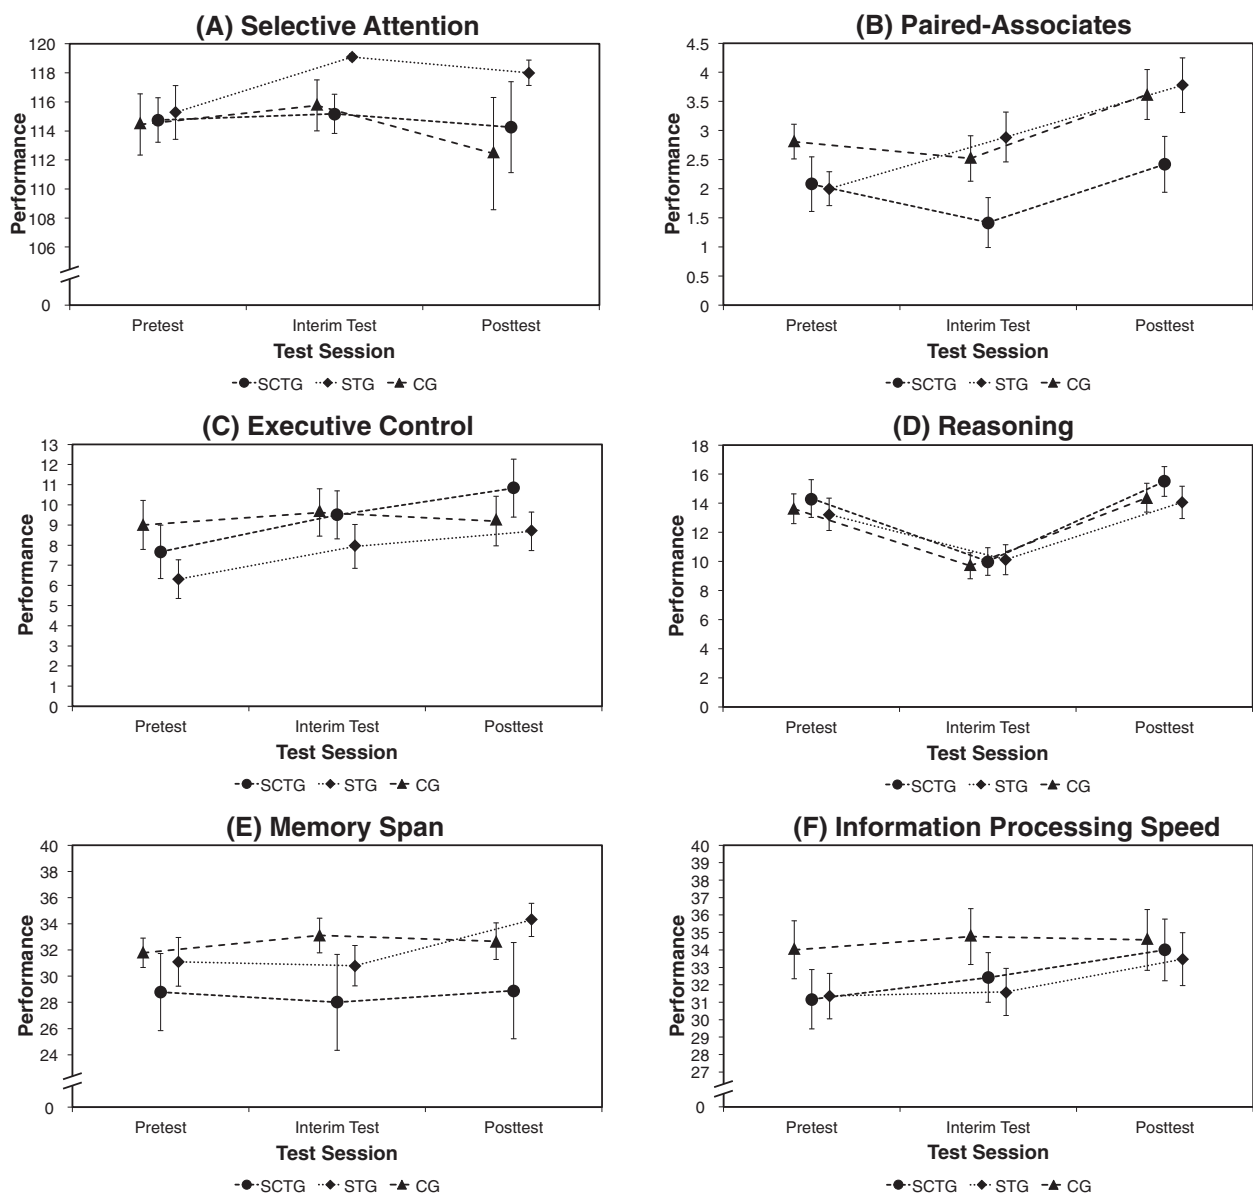 (A) Selective Attention
120
118
116
114
112
110
108
106
0
Performance
Pretest Interim Test Posttest
Test Session
SCTG STG CG
(B) Paired-Associates
4.5
4
3.5
3
2.5
2
1.5
1
0.5
0
Performance
Pretest Interim Test Posttest
Test Session
SCTG STG CG
(C) Executive Control
13
12
11
10
9
8
7
6
5
4
3
2
1
0
Performance
Pretest Interim Test Posttest
Test Session
SCTG STG CG
(D) Reasoning
18
16
14
12
10
8
6
4
2
0
Performance
Pretest Interim Test Posttest
Test Session
SCTG STG CG
(E) Memory Span
40
38
36
34
32
30
28
26
24
0
Performance
Pretest Interim Test Posttest
Test Session
SCTG STG CG
(F) Information Processing Speed
40
39
38
37
36
35
34
33
32
31
30
29
28
27
0
Performance
Pretest Interim Test Posttest
Test Session
SCTG STG CG